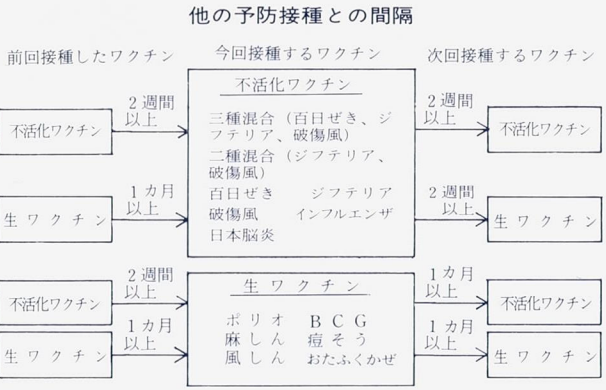 他の予防接種との間隔
前回接種したワクチン
今回接種するワクチン
次回接種するワクチン
不活化ワクチン
2週間
以上
不活化ワクチン
三種混合(百日ぜき、ジ
フテリア、破傷風)
二種混合(ジフテリア、
破傷風)
百日ぜき ジフテリア
破傷風 インフルエンザ
日本脳炎
2週間
以上
不活化ワクチン
生ワクチン
1カ月
以上
2週間
以上
生ワクチン
不活化ワクチン
2週間
以上
生ワクチン
ポリオ BCG
麻しん 痘そう
風しん おたふくかぜ
1カ月
以上
不活化ワクチン
生ワクチン
1カ月
以上
1カ月
以上
生ワクチン